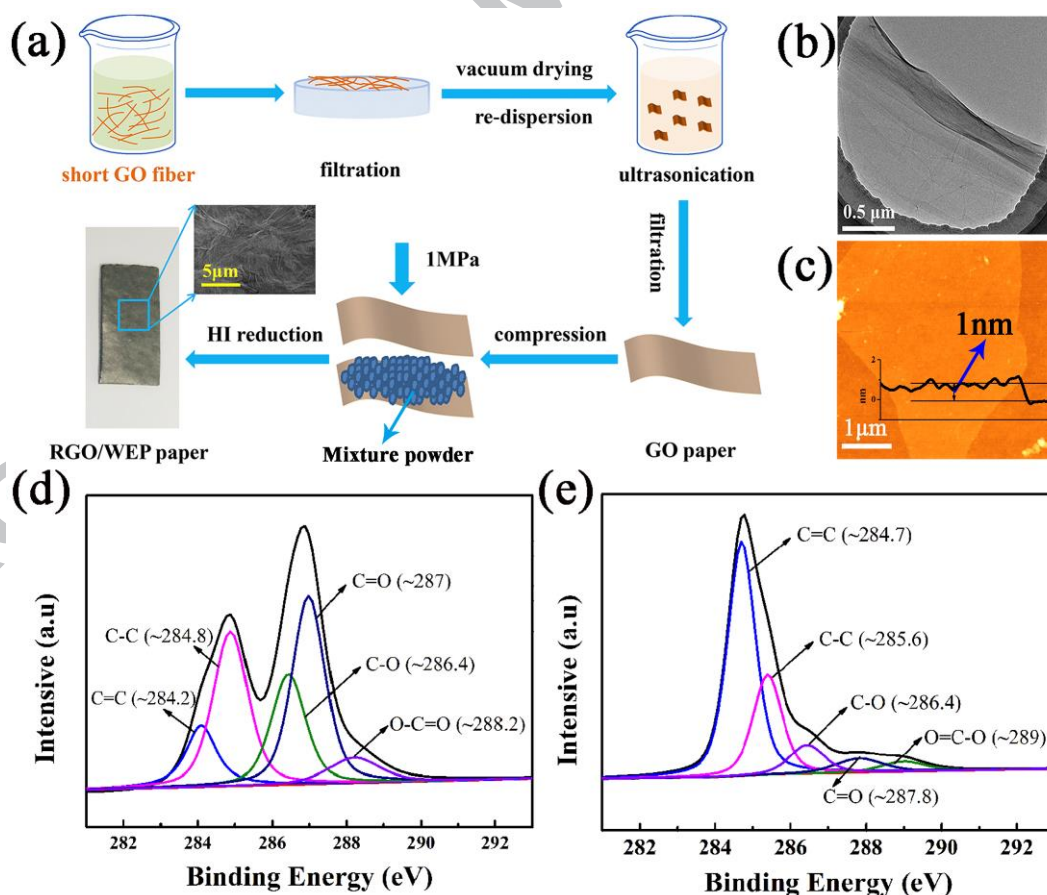 (a)
short GO fiber
filtration
vacuum drying
re-dispersion
ultrasonication
filtration
GO paper
compression
1MPa
Mixture powder
HI reduction
5μm
RGO/WEP paper
(b)
0.5 μm
(c)
1nm
2
0
nm
1μm
(d)
Intensive (a.u)
C=C (~284.2)
C-C (~284.8)
C=O (~287)
C-O (~286.4)
O-C=O (~288.2)
282 284 286 288 290 292
Binding Energy (eV)
(e)
Intensive (a.u)
C=C (~284.7)
C-C (~285.6)
C-O (~286.4)
O=C-O (~289)
C=O (~287.8)
282 284 286 288 290 292
Binding Energy (eV)